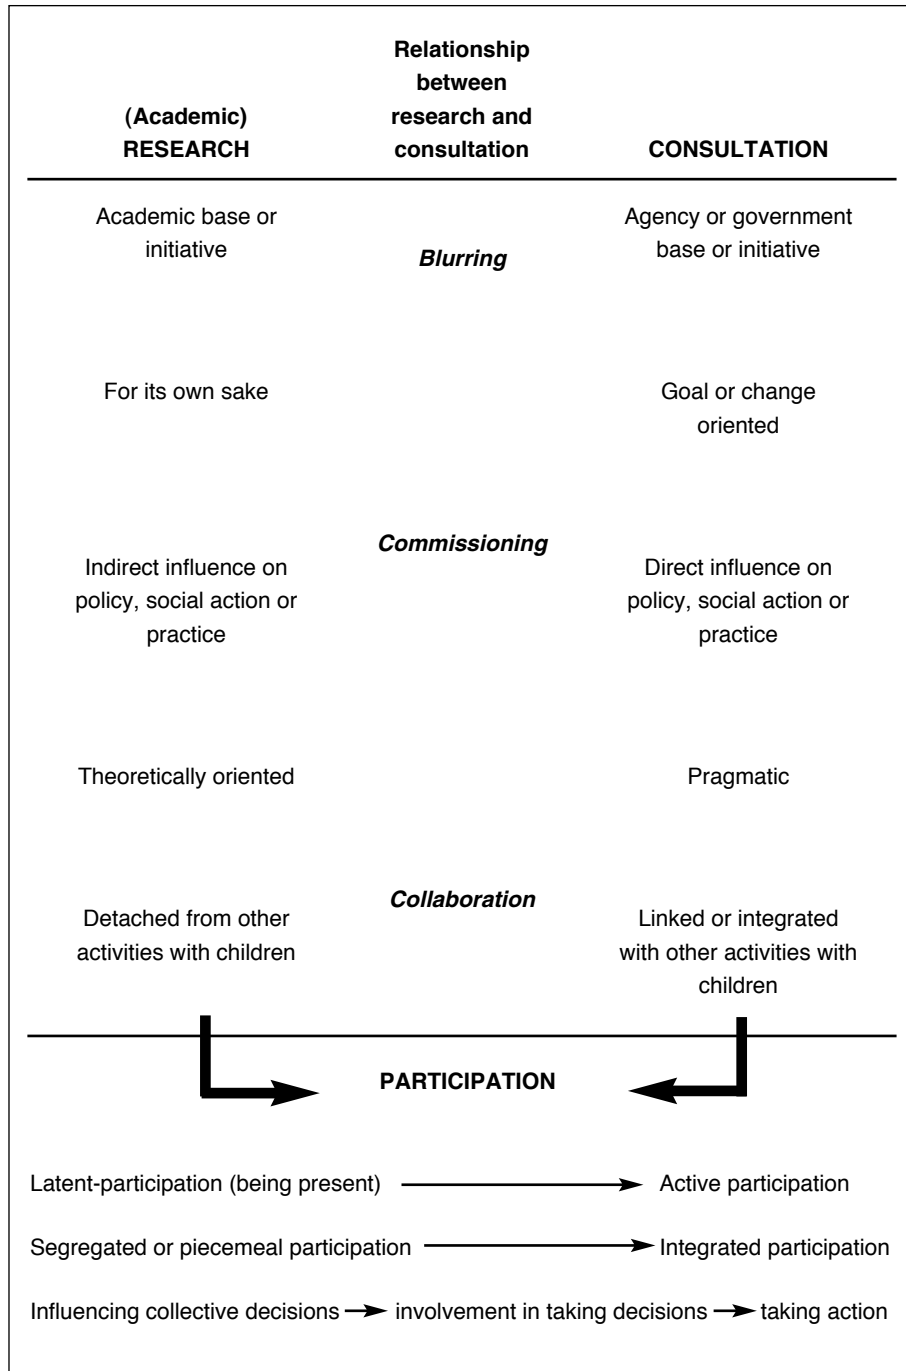 Relationship
between
(Academic) research and
RESEARCH consultation CONSULTATION
Academic base or Agency or government
initiative Blurring base or initiative
For its own sake Goal or change
oriented
Commissioning
Indirect influence on Direct influence on
policy, social action or policy, social action or
practice practice
Theoretically oriented Pragmatic
Collaboration
Detached from other Linked or integrated
activities with children with other activities with
children
PARTICIPATION
Latent-participation (being present) Active participation
Segregated or piecemeal participation Integrated participation
Influencing collective decisions involvement in taking decisions taking action